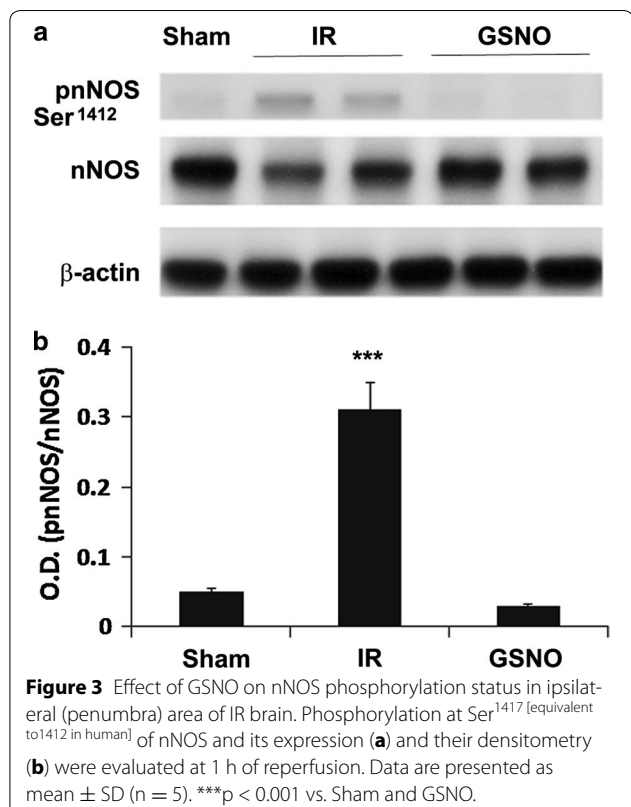 a
Sham IR GSNO
pnNOS
Ser1412
nNOS
β-actin
b
0.4
0.3
0.2
0.1
0
O.D. (pnNOS/nNOS)
***
Sham IR GSNO
Figure 3 Effect of GSNO on nNOS phosphorylation status in ipsilat-
eral (penumbra) area of IR brain. Phosphorylation at Ser1417 [equivalent
to1412 in human] of nNOS and its expression (a) and their densitometry
(b) were evaluated at 1 h of reperfusion. Data are presented as
mean ± SD (n = 5). ***p < 0.001 vs. Sham and GSNO.